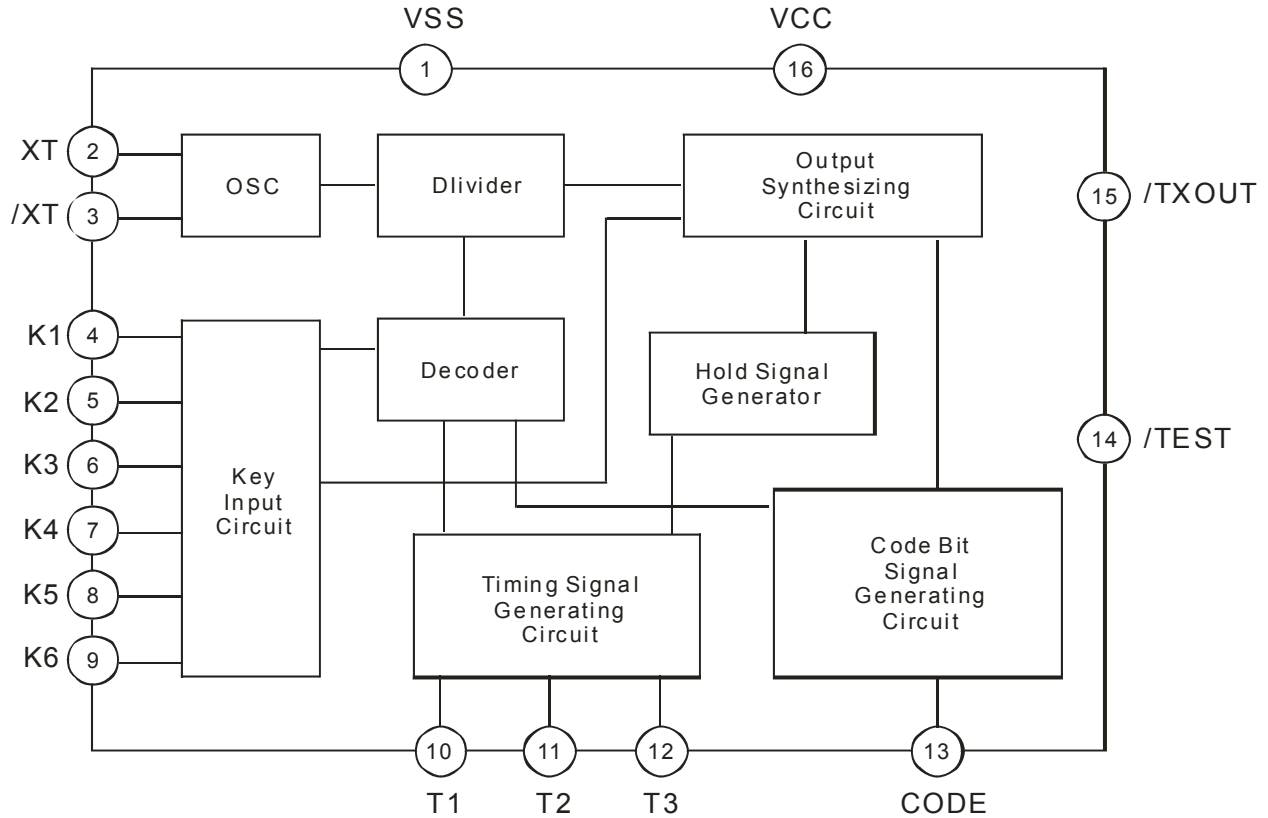 VSS
VCC
1
16
XT
2
OSC
Dlivider
Output
Synthesizing
Circuit
/XT
3
15
/TXOUT
K1
4
Decoder
Hold Signal
Generator
K2
5
14
/TEST
K3
6
Key
Input
Circuit
K4
7
K5
8
K6
9
Timing Signal
Generating
Circuit
Code Bit
Signal
Generating
Circuit
10
11
12
13
T1
T2
T3
CODE